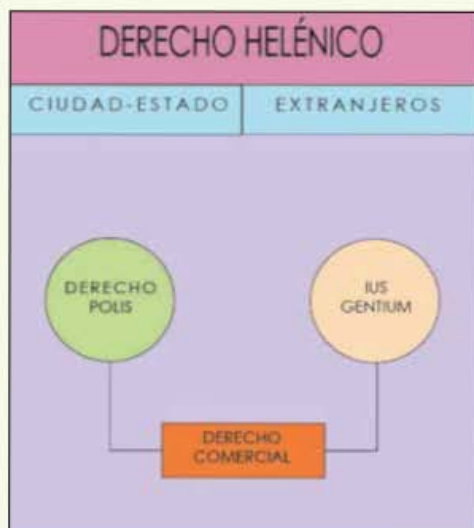 DERECHO HELÉNICO
CIUDAD-ESTADO EXTRANJEROS
DERECHO
POLIS
IUS
GENTIUM
DERECHO
COMERCIAL